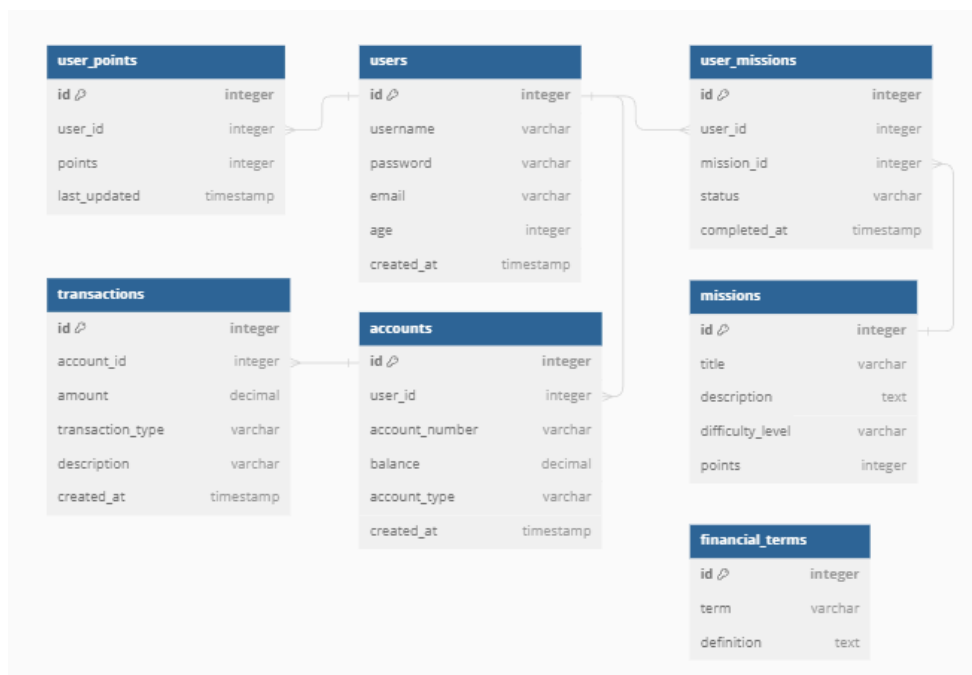 user_points
id integer
user_id integer
points integer
last_updated timestamp
users
id integer
username varchar
password varchar
email varchar
age integer
created_at timestamp
user_missions
id integer
user_id integer
mission_id integer
status varchar
completed_at timestamp
transactions
id integer
account_id integer
amount decimal
transaction_type varchar
description varchar
created_at timestamp
accounts
id integer
user_id integer
account_number varchar
balance decimal
account_type varchar
created_at timestamp
missions
id integer
title varchar
description text
difficulty_level varchar
points integer
financial_terms
id integer
term varchar
definition text